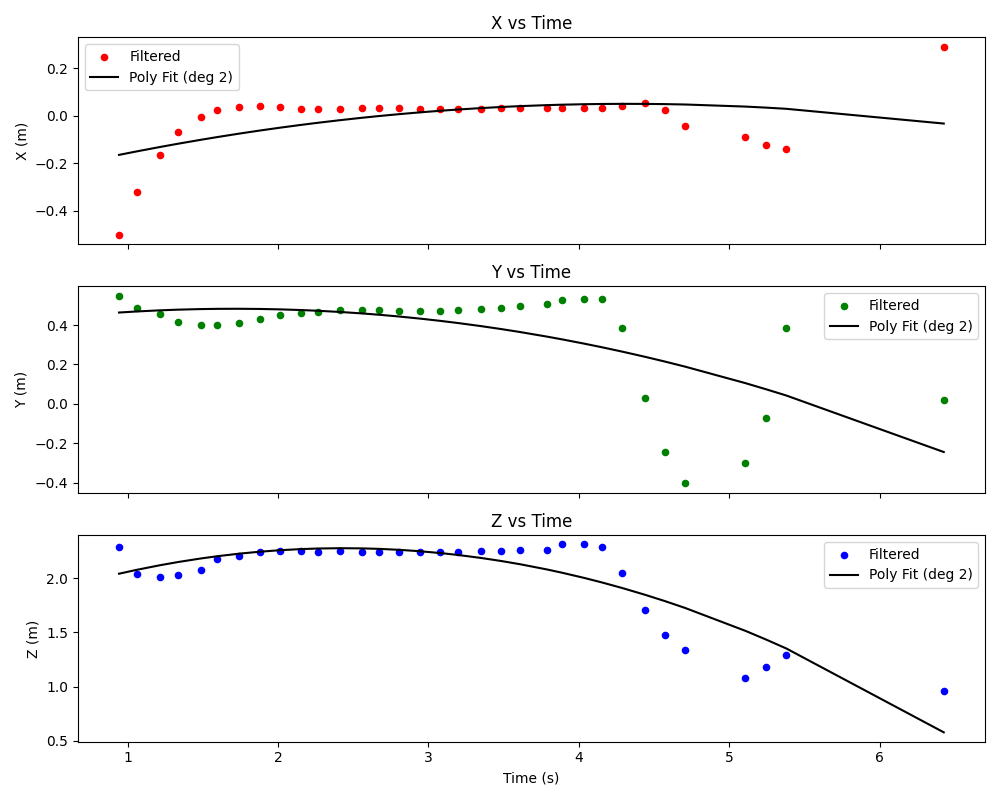 X vs Time
Filtered
Poly Fit (deg 2)
0.2
0.0
−0.2
−0.4
X (m)
Y vs Time
Filtered
Poly Fit (deg 2)
0.4
0.2
0.0
−0.2
−0.4
Y (m)
Z vs Time
Filtered
Poly Fit (deg 2)
2.0
1.5
1.0
0.5
Z (m)
1 2 3 4 5 6
Time (s)